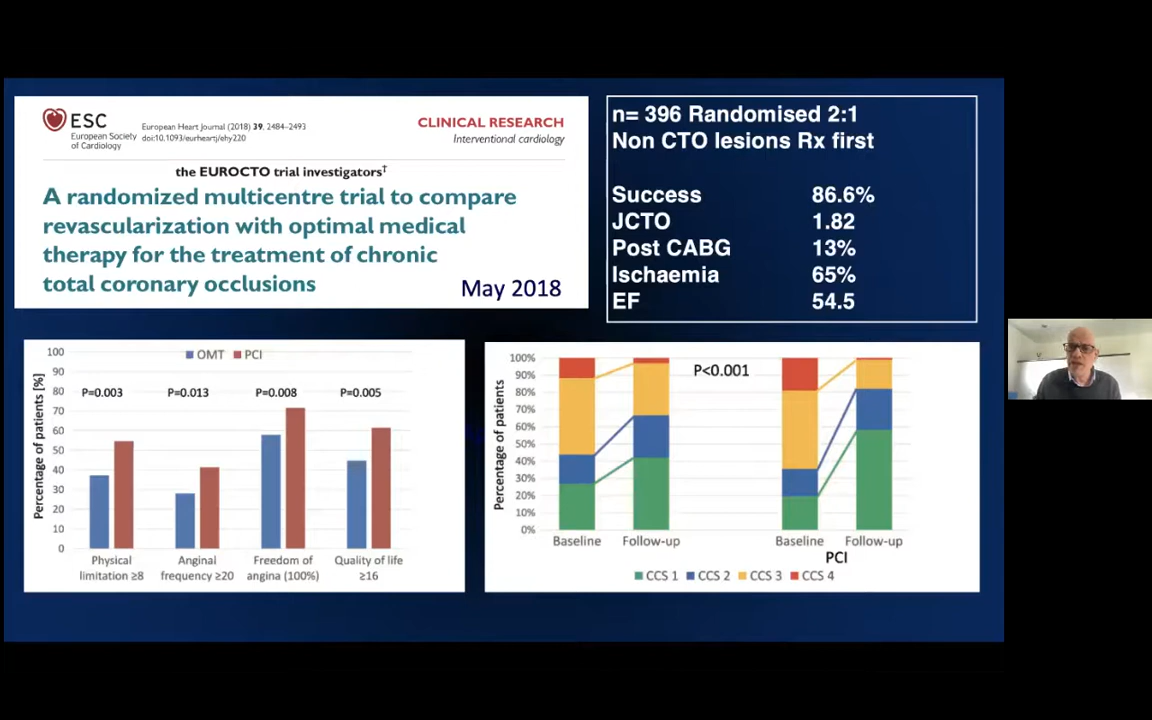 ESC
European Society
of Cardiology
European Heart Journal (2018) 39, 2484–2493
doi:10.1093/eurheartj/ehy220
CLINICAL RESEARCH
Interventional cardiology
the EUROCTO trial investigators†
A randomized multicentre trial to compare
revascularization with optimal medical
therapy for the treatment of chronic
total coronary occlusions
May 2018
n= 396 Randomised 2:1
Non CTO lesions Rx first
Success 86.6%
JCTO 1.82
Post CABG 13%
Ischaemia 65%
EF 54.5
Percentage of patients [%]
100
90
80
70
60
50
40
30
20
10
0
OMT PCI
P=0.003 P=0.013 P=0.008 P=0.005
Physical Anginal Freedom of Quality of life
limitation ≥8 frequency ≥20 angina (100%) ≥16
Percentage of patients
100%
90%
80%
70%
60%
50%
40%
30%
20%
10%
0%
P<0.001
Baseline Follow-up Baseline Follow-up
PCI
CCS 1 CCS 2 CCS 3 CCS 4